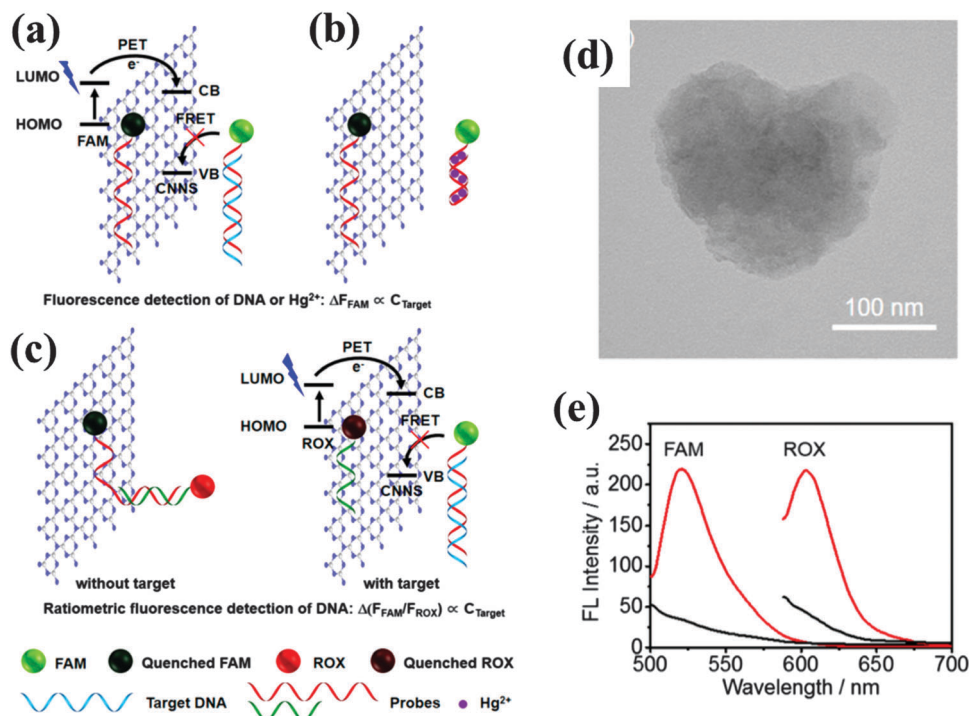 (a)
PET
e-
LUMO
CB
HOMO
FRET
FAM
VB
CNNS
(b)
Fluorescence detection of DNA or Hg²⁺: ΔF_FAM ∝ C_Target
(c)
PET
e-
LUMO
CB
HOMO
FRET
ROX
VB
CNNS
without target
with target
Ratiometric fluorescence detection of DNA: Δ(F_FAM/F_ROX) ∝ C_Target
FAM Quenched FAM ROX Quenched ROX
Target DNA Probes Hg²⁺
(d)
100 nm
(e)
FAM ROX
250
200
150
100
50
0
FL Intensity / a.u.
500 550 600 650 700
Wavelength / nm